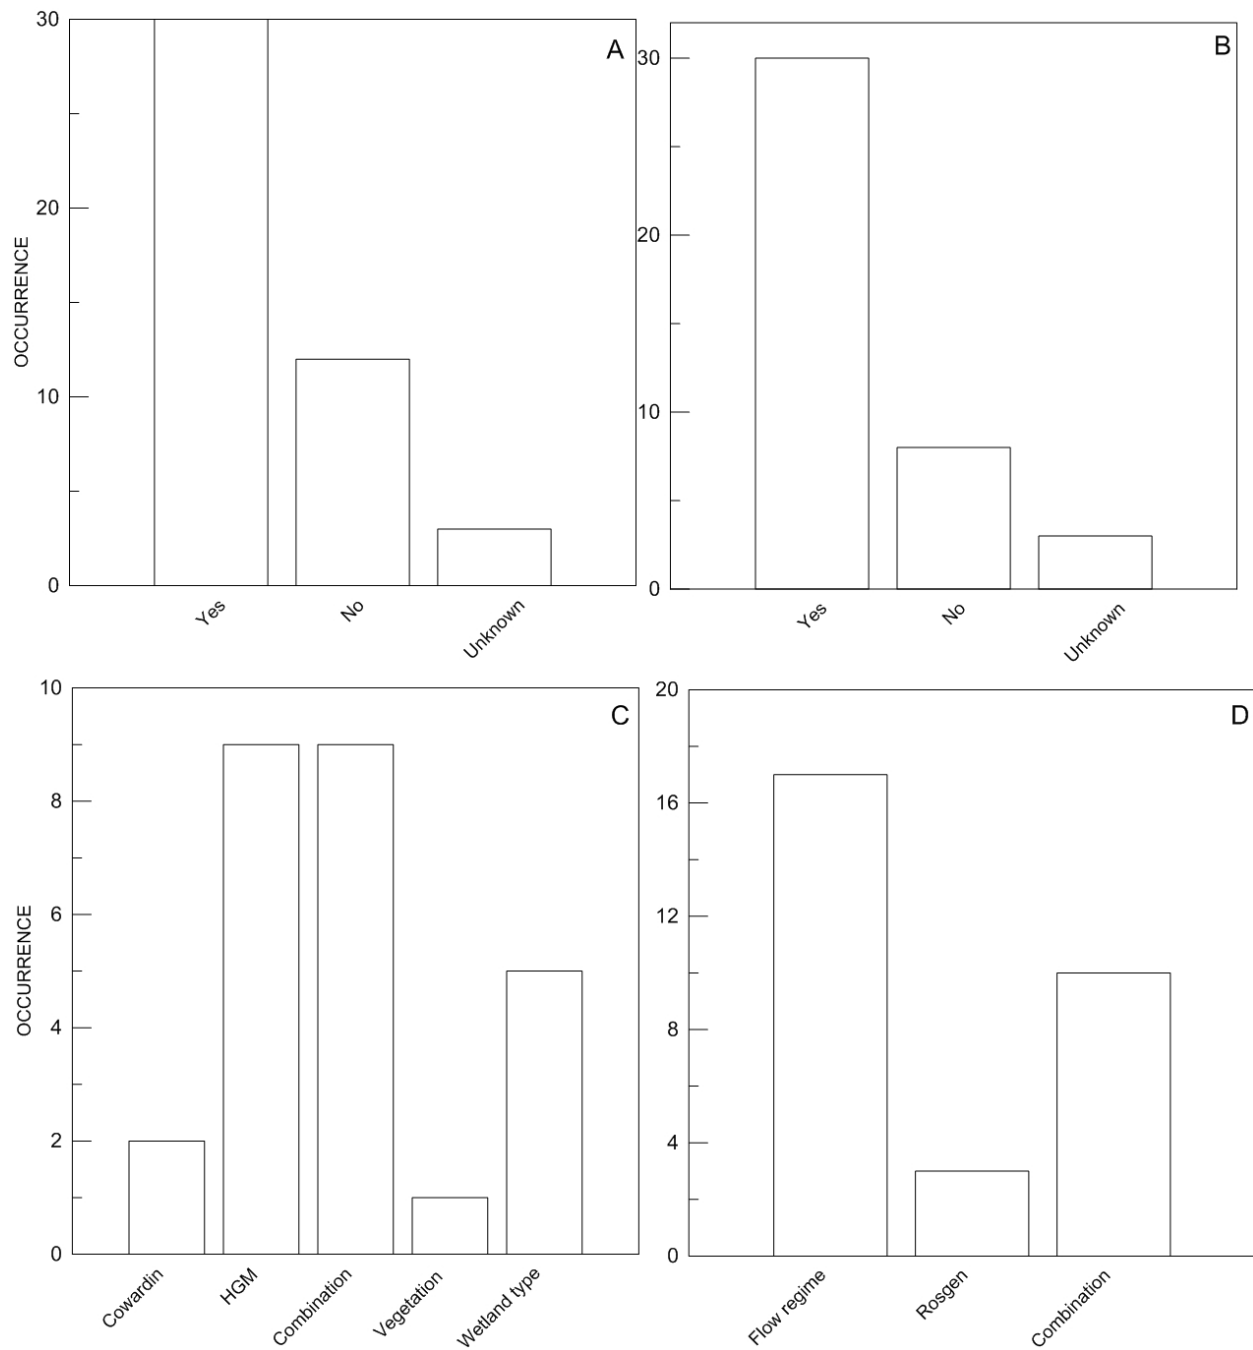 A
30
20
10
0
OCCURRENCE
Yes
No
Unknown
B
30
20
10
0
Yes
No
Unknown
C
10
8
6
4
2
0
OCCURRENCE
Cowardin
HGM
Combination
Vegetation
Wetland type
D
20
16
12
8
4
0
Flow regime
Rosgen
Combination